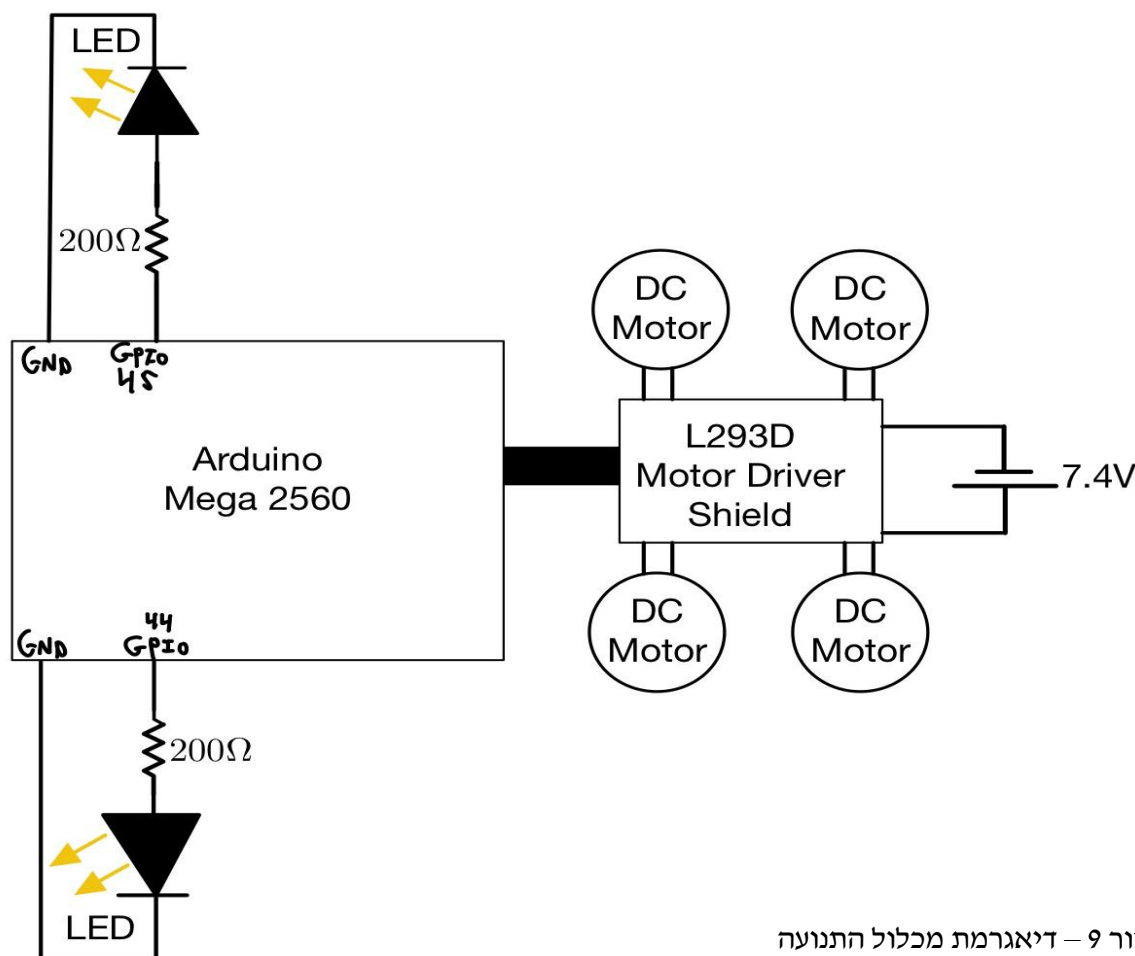 LED
200Ω
GND
GPIO
45
Arduino
Mega 2560
DC
Motor
DC
Motor
L293D
Motor Driver
Shield
7.4V
DC
Motor
DC
Motor
GND
44
GPIO
200Ω
LED
9 – דיאגרמת מכלול התנועה